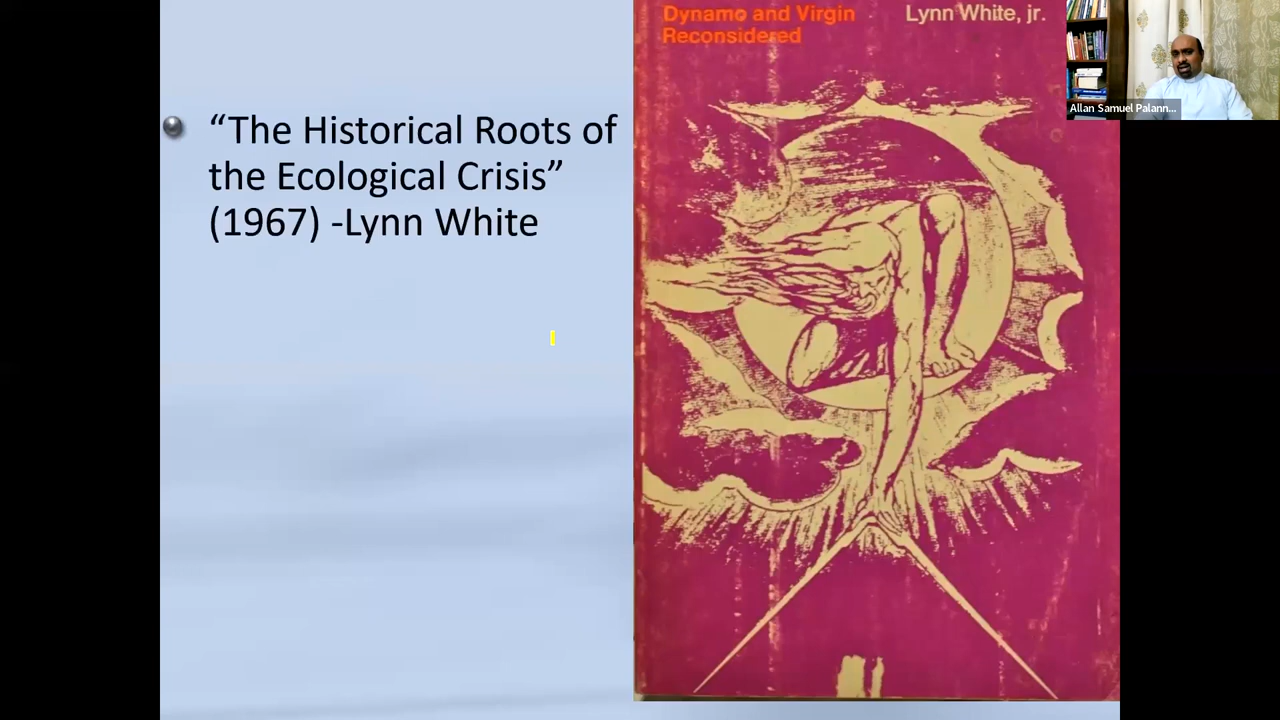 “The Historical Roots of
the Ecological Crisis”
(1967) -Lynn White
Dynamo and Virgin
Reconsidered
Lynn White, jr.
Allan Samuel Palann...